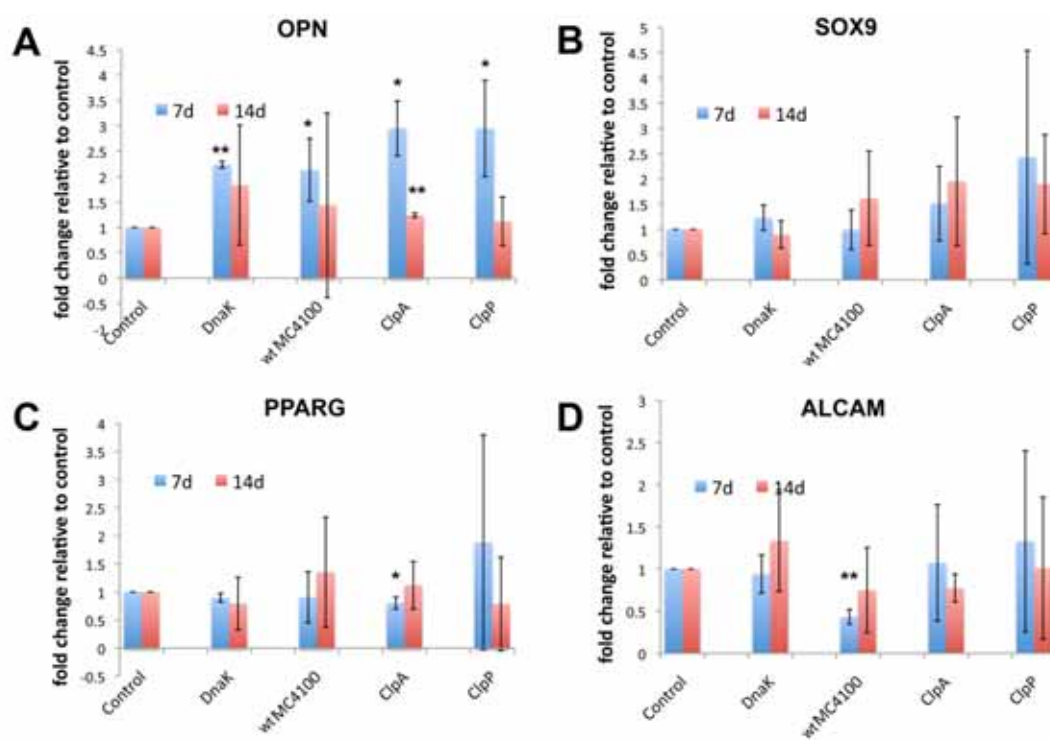 A
OPN
fold change relative to control
4.5
4
3.5
3
2.5
2
1.5
1
0.5
0
-0.5
-1
7d 14d
**
*
*
**
*
Control
DnaK
wt MC4100
ClpA
ClpP
B
SOX9
fold change relative to control
5
4.5
4
3.5
3
2.5
2
1.5
1
0.5
0
7d 14d
Control
DnaK
wt MC4100
ClpA
ClpP
C
PPARG
fold change relative to control
4
3.5
3
2.5
2
1.5
1
0.5
0
-0.5
7d 14d
*
Control
DnaK
wt MC4100
ClpA
ClpP
D
ALCAM
fold change relative to control
3
2.5
2
1.5
1
0.5
0
7d 14d
**
Control
DnaK
wt MC4100
ClpA
ClpP